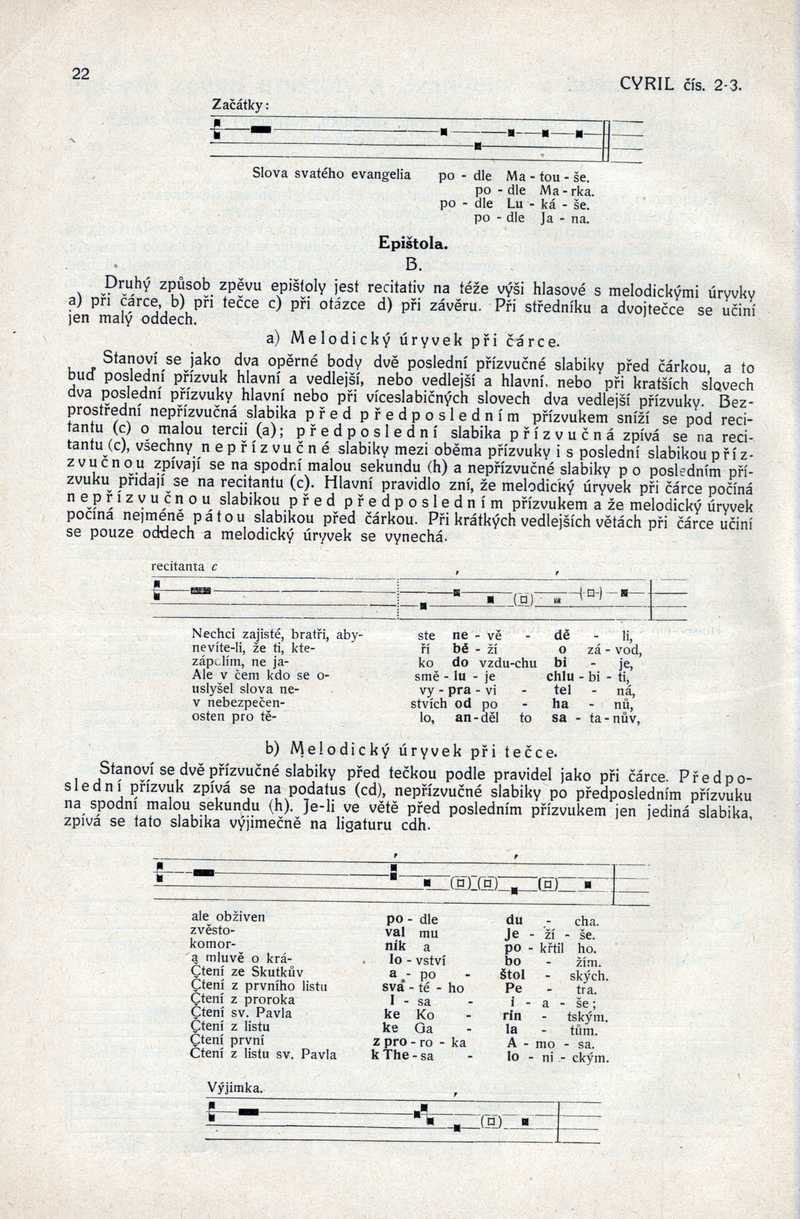 22
CYRIL čís. 2-3.
Začátky:
Slova svatého evangelia po - dle Ma - tou - še.
po - dle Ma - rka.
po - dle Lu - ká - še.
po - dle Ja - na.
Epištola.
B.
Druhý způsob zpěvu epištoly jest recitativ na téže výši hlasové s melodickými úryvky
a) při čárce, b) při tečce c) při otázce d) při závěru. Při středníku a dvojtečce se učiní
jen malý oddech.
a) Melodický úryvek při čárce.
Stanoví se jako dva opěrné body dvě poslední přízvučné slabiky před čárkou, a to
buď poslední přízvuk hlavní a vedlejší, nebo vedlejší a hlavní, nebo při kratších slovech
dva poslední přízvuky hlavní nebo při víceslabičných slovech dva vedlejší přízvuky. Bez-
prostřední nepřízvučná slabika před předposledním přízvukem sníží se pod reci-
tantu (c) o malou tercii (a); předposlední slabika přízvučná zpívá se na reci-
tantu (c), všechny nepřízvučné slabiky mezi oběma přízvuky i s poslední slabikou příz-
zvučnou zpívají se na spodní malou sekundu (h) a nepřízvučné slabiky po posledním pří-
zvuku přidají se na recitantu (c). Hlavní pravidlo zní, že melodický úryvek při čárce počíná
nepřízvučnou slabikou před předposledním přízvukem a že melodický úryvek
počíná nejméně pátou slabikou před čárkou. Při krátkých vedlejších větách při čárce učiní
se pouze oddech a melodický úryvek se vynechá.
recitanta c
Nechci zajisté, bratři, aby- ste ne - vě - dě - li,
nevíte-li, že ti, kte- ří bě - ží o zá - vod,
zápolím, ne ja- ko do vzdu-chu bi - je,
Ale v čem kdo se o- smě - lu - je chlu - bi - ti,
uslyšel slova ne- vy - pra - vi - tel - ná,
v nebezpečen- stvích od po - ha - nů,
osten pro tě- lo, an - děl to sa - ta - nův,
b) Melodický úryvek při tečce.
Stanoví se dvě přízvučné slabiky před tečkou podle pravidel jako při čárce. Předpo-
slední přízvuk zpívá se na podatus (cd), nepřízvučné slabiky po předposledním přízvuku
na spodní malou sekundu (h). Je-li ve větě před posledním přízvukem jen jediná slabika,
zpívá se tato slabika výjimečně na ligaturu cdh.
ale obživen po - dle du - cha.
zvěsto- val mu Je - ží - še.
komor- ník a po - křtil ho.
a mluvě o krá- lo - vství bo - žím.
Čtení ze Skutkův a - po - štol - ských.
Čtení z prvního listu sva - té - ho Pe - tra.
Čtení z proroka I - sa - i - a - še;
Čtení sv. Pavla ke Ko - rin - tským.
Čtení z listu ke Ga - la - tům.
Čtení první z pro - ro - ka A - mo - sa.
Čtení z listu sv. Pavla k The - sa - lo - ni - ckým.
Výjimka.